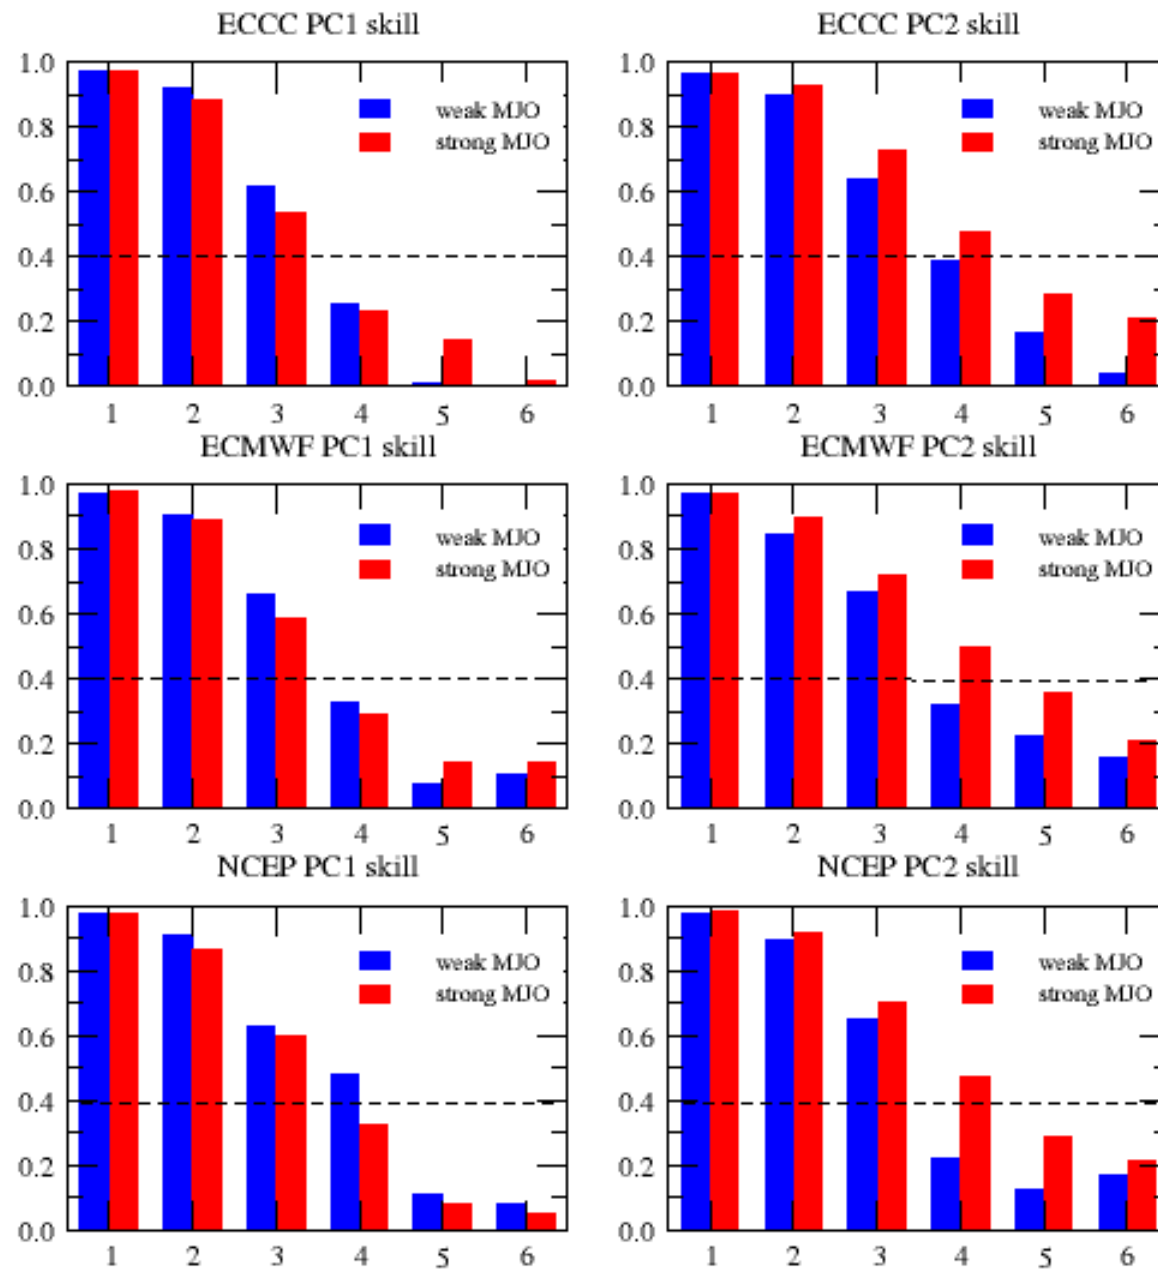 ECCC PC1 skill
1.0
0.8
0.6
0.4
0.2
0.0
weak MJO
strong MJO
1 2 3 4 5 6
ECCC PC2 skill
1.0
0.8
0.6
0.4
0.2
0.0
weak MJO
strong MJO
1 2 3 4 5 6
ECMWF PC1 skill
1.0
0.8
0.6
0.4
0.2
0.0
weak MJO
strong MJO
1 2 3 4 5 6
ECMWF PC2 skill
1.0
0.8
0.6
0.4
0.2
0.0
weak MJO
strong MJO
1 2 3 4 5 6
NCEP PC1 skill
1.0
0.8
0.6
0.4
0.2
0.0
weak MJO
strong MJO
1 2 3 4 5 6
NCEP PC2 skill
1.0
0.8
0.6
0.4
0.2
0.0
weak MJO
strong MJO
1 2 3 4 5 6